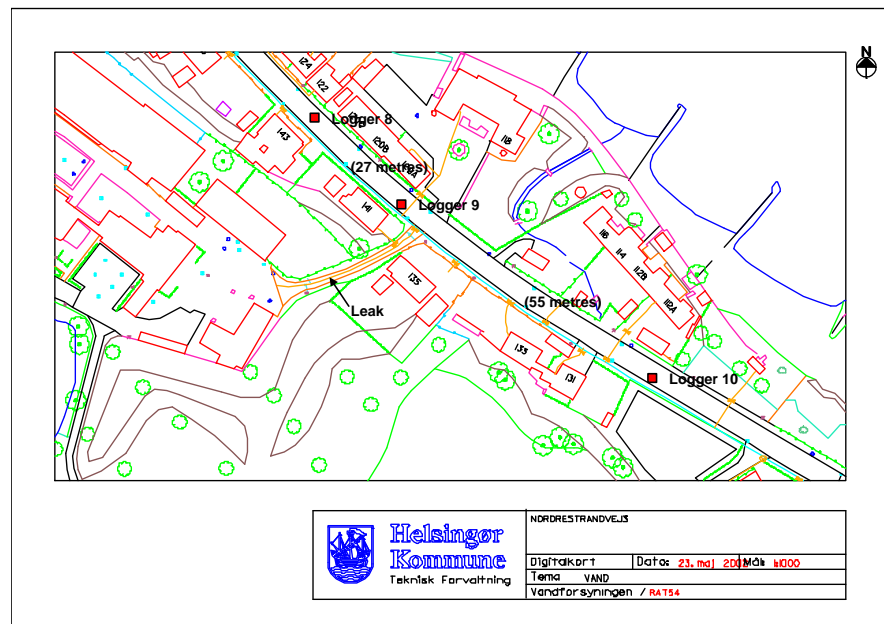 N
124
122
Logger 8
143
120B
118
(27 metres)
141
Logger 9
116
114
112B
135
(55 metres)
112A
Leak
133
131
Logger 10
NORDRESTRANDVEJ3
Helsingør
Kommune
Teknisk Forvaltning
Digitalkort Dato: 23. maj 2002 Mål: 1:1000
Tema VAND
Vandforsyningen / RAT54